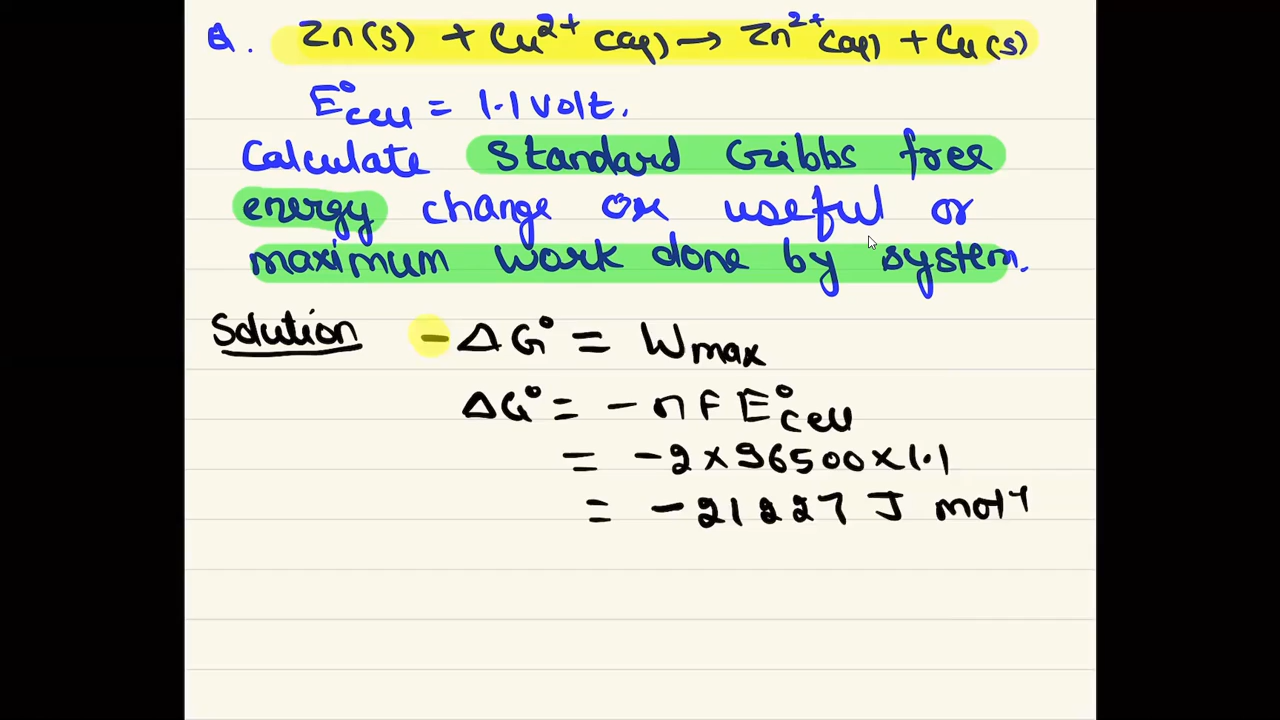 Q. Zn(s) + Cu²⁺ (aq) → Zn²⁺ (aq) + Cu(s)
E°cell = 1.1 volt.
Calculate Standard Gibbs free
energy change or useful or
maximum work done by system.
Solution -ΔG° = Wmax
ΔG° = -nFE°cell
= -2×96500×1.1
= -21227 J mol⁻¹